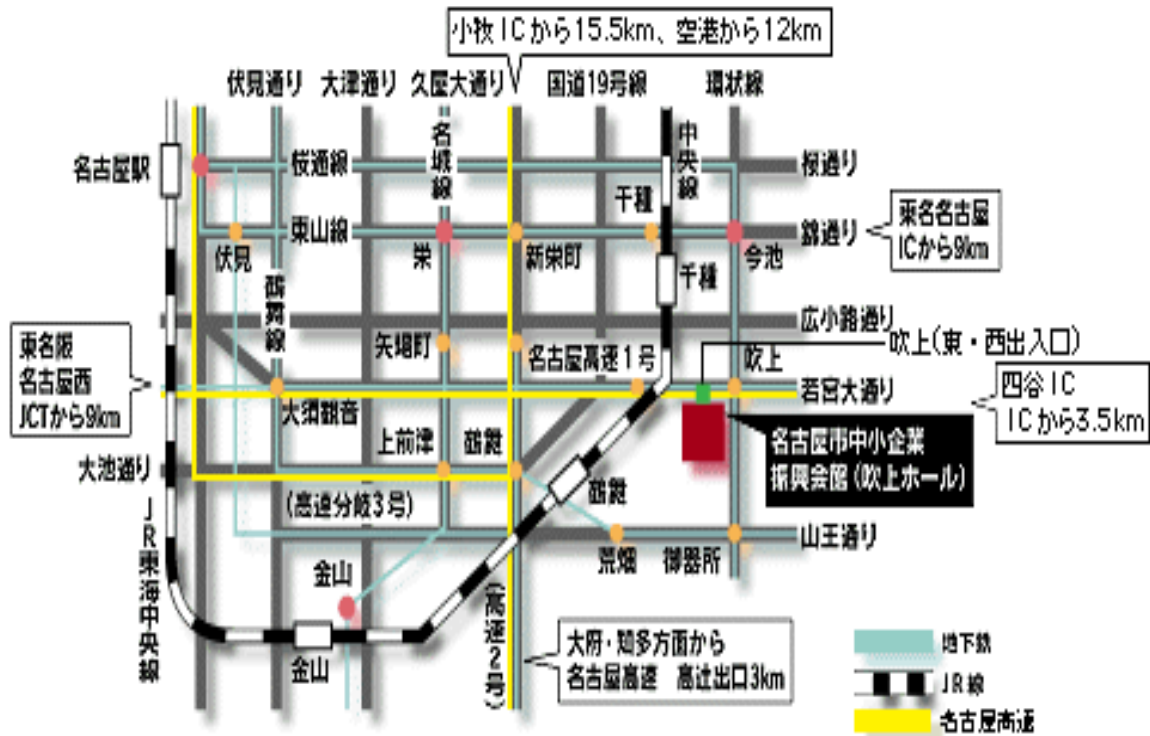 小牧ICから15.5km、空港から12km
伏見通り
大津通り
久屋大通り
国道19号線
環状線
名古屋駅
桜通線
名城線
中央線
桜通り
千種
東山線
錦通り
東名名古屋
ICから9km
伏見
栄
新栄町
千種
今池
鶴舞線
広小路通り
東名阪
名古屋西
JCTから9km
矢場町
名古屋高速1号
吹上(東・西出入口)
吹上
若宮大通り
四谷IC
ICから3.5km
大須観音
上前津
鶴舞
名古屋市中小企業
振興会館(吹上ホール)
大池通り
鶴舞
(高速分岐3号)
JR東海中央線
荒畑
御器所
山王通り
金山
金山
(高速2号)
大府・知多方面から
名古屋高速 高辻出口3km
地下鉄
JR線
名古屋高速